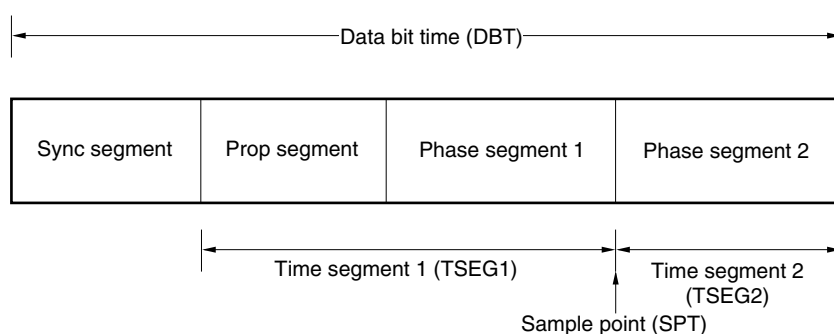 Data bit time (DBT)
Sync segment
Prop segment
Phase segment 1
Phase segment 2
Time segment 1 (TSEG1)
Time segment 2
(TSEG2)
Sample point (SPT)